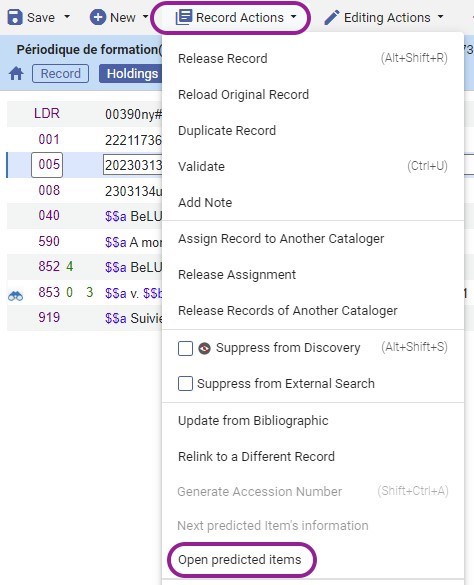 Save New Record Actions Editing Actions
Périodique de formation(
Record Holdings
Release Record (Alt+Shift+R)
Reload Original Record
Duplicate Record
Validate (Ctrl+U)
Add Note
Assign Record to Another Cataloger
Release Assignment
Release Records of Another Cataloger
Suppress from Discovery (Alt+Shift+S)
Suppress from External Search
Update from Bibliographic
Relink to a Different Record
Generate Accession Number (Shift+Ctrl+A)
Next predicted Item's information
Open predicted items
LDR 00390ny#
001 22211736
005 20230313
008 2303134u
040 $$a BeLU
590 $$a A mo
852 4 $$a BeLU
853 0 3 $$a v. $$b
919 $$a Suivie